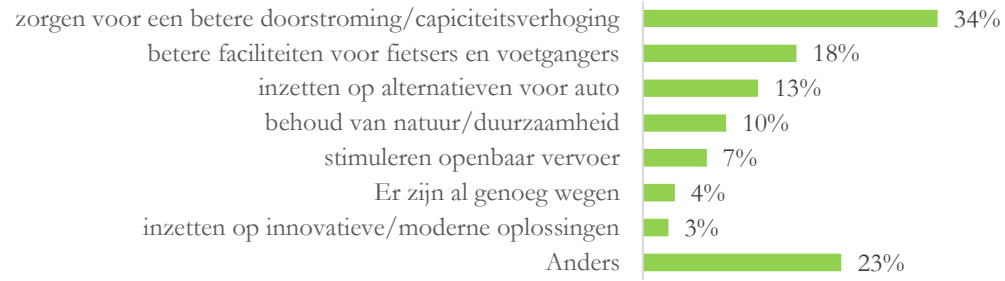 zorgen voor een betere doorstroming/capiciteitsverhoging 34%
betere faciliteiten voor fietsers en voetgangers 18%
inzetten op alternatieven voor auto 13%
behoud van natuur/duurzaamheid 10%
stimuleren openbaar vervoer 7%
Er zijn al genoeg wegen 4%
inzetten op innovatieve/moderne oplossingen 3%
Anders 23%